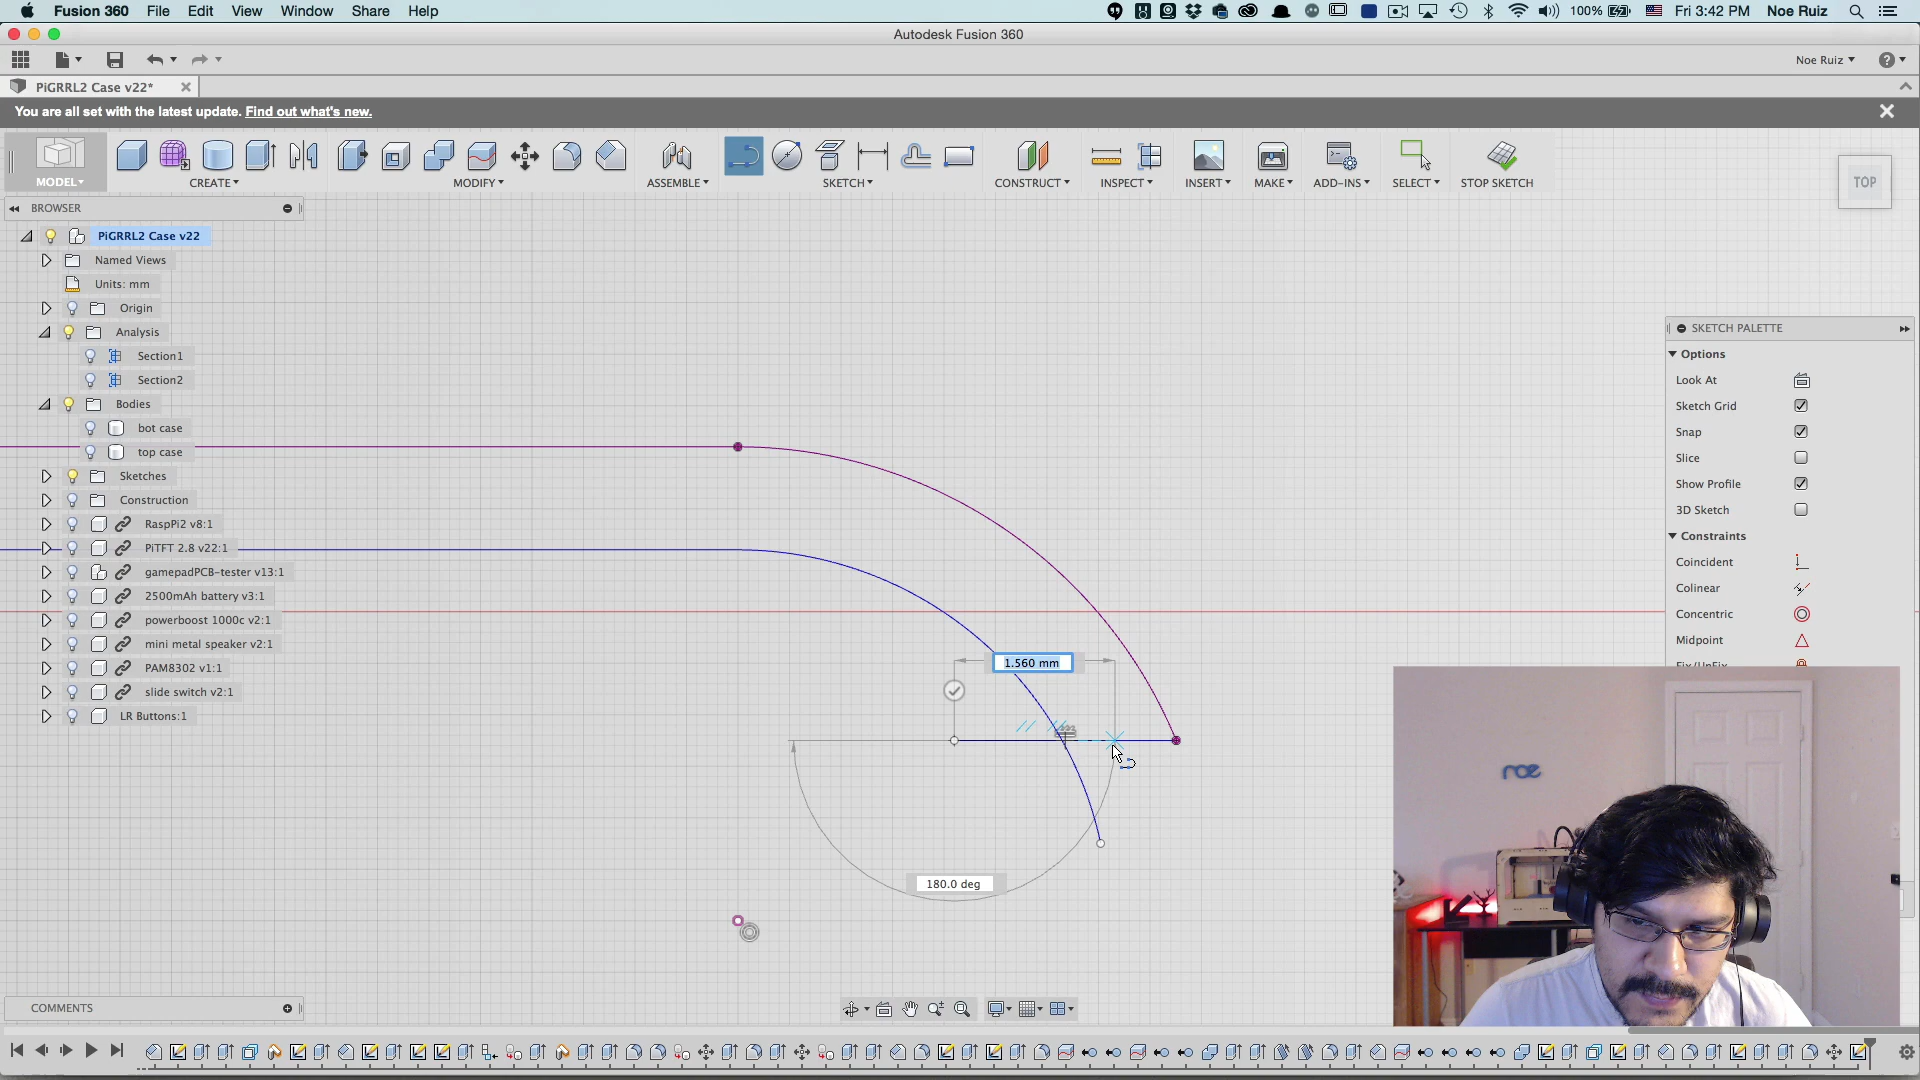 Fusion 360 File Edit View Window Share Help
100% Fri 3:42 PM Noe Ruiz
Autodesk Fusion 360
Noe Ruiz
PiGRRL2 Case v22*
You are all set with the latest update. Find out what's new.
MODEL
CREATE
MODIFY
ASSEMBLE
SKETCH
CONSTRUCT
INSPECT
INSERT
MAKE
ADD-INS
SELECT
STOP SKETCH
TOP
BROWSER
PiGRRL2 Case v22
Named Views
Units: mm
Origin
Analysis
Section1
Section2
Bodies
bot case
top case
Sketches
Construction
RaspPi2 v8:1
PiTFT 2.8 v22:1
gamepadPCB-tester v13:1
2500mAh battery v3:1
powerboost 1000c v2:1
mini metal speaker v2:1
PAM8302 v1:1
slide switch v2:1
LR Buttons:1
1.560 mm
180.0 deg
SKETCH PALETTE
Options
Look At
Sketch Grid
Snap
Slice
Show Profile
3D Sketch
Constraints
Coincident
Colinear
Concentric
Midpoint
Fix/UnFix
noe
COMMENTS